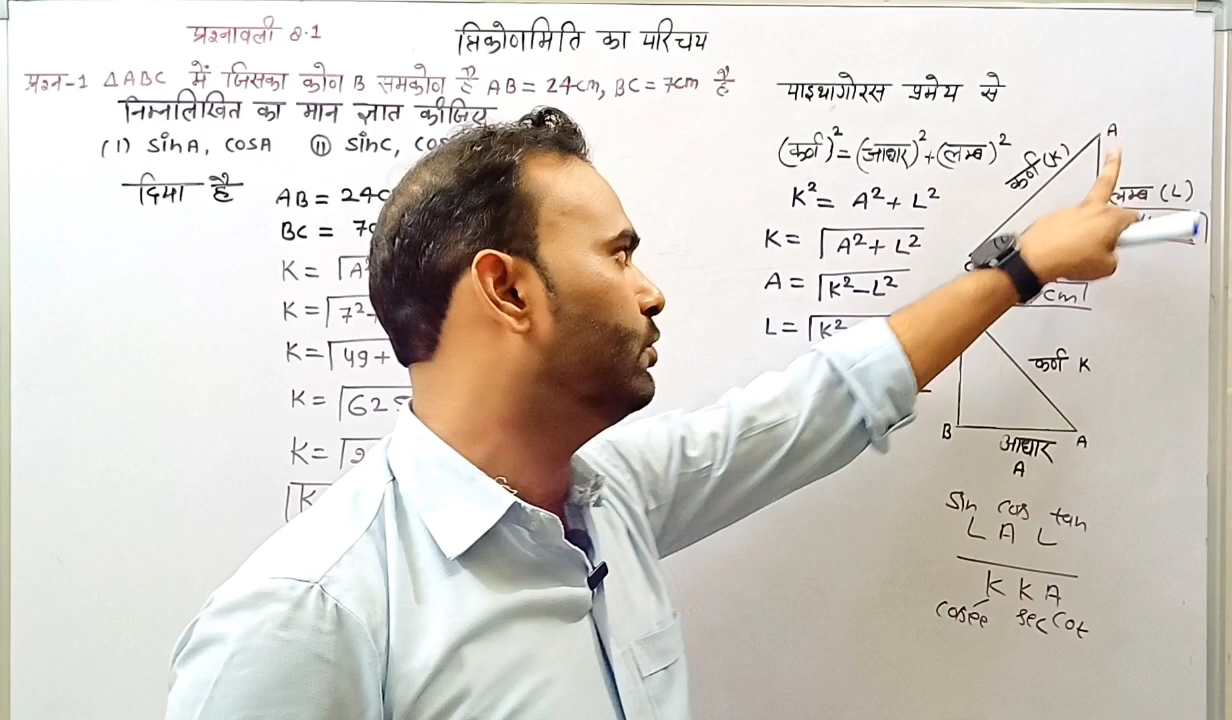 प्रश्नावली 8.1
त्रिकोणमिति का परिचय
प्रश्न-1 △ABC में जिसका कोण B समकोण है AB = 24cm, BC = 7cm है
निम्नलिखित का मान ज्ञात कीजिए
(1) sinA, cosA (ii) sinc,
दिया है
AB = 24
BC = 7
K =
K = √7²
K = √49 +
K = √625
K =
K
पाइथागोरस प्रमेय से
(कर्ण)² = (आधार)² + (लम्ब)²
K² = A² + L²
K = √A² + L²
A = √K² – L²
L = √K²
A
कर्ण (K)
लम्ब (L)
cm
कर्ण K
B
A
आधार
A
sin cos tan
L A L
K K A
cosec sec cot